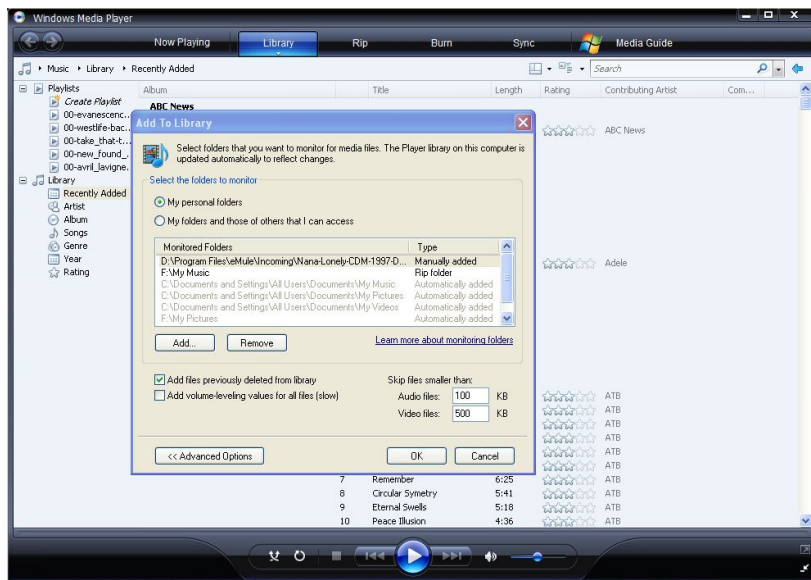 Windows Media Player
Now Playing Library Rip Burn Sync Media Guide
Music Library Recently Added Search
Playlists
Create Playlist
00-evanescenc...
00-westlife-bac...
00-take_that-t...
00-new_found_...
00-avril_lavigne...
Library
Recently Added
Artist
Album
Songs
Genre
Year
Rating
Album Title Length Rating Contributing Artist Com...
ABC News
ABC News
Adele
ATB
ATB
ATB
ATB
ATB
ATB
7 Remember 6:25 ATB
8 Circular Symetry 5:41 ATB
9 Eternal Swells 5:18 ATB
10 Peace Illusion 4:36 ATB
Add To Library
Select folders that you want to monitor for media files. The Player library on this computer is
updated automatically to reflect changes.
Select the folders to monitor
My personal folders
My folders and those of others that I can access
Monitored Folders Type
D:\Program Files\eMule\Incoming\Nana-Lonely-CDM-1997-D... Manually added
F:\My Music Rip folder
C:\Documents and Settings\All Users\Documents\My Music Automatically added
C:\Documents and Settings\All Users\Documents\My Pictures Automatically added
C:\Documents and Settings\All Users\Documents\My Videos Automatically added
F:\My Pictures Automatically added
Add... Remove Learn more about monitoring folders
Add files previously deleted from library
Add volume-leveling values for all files (slow)
Skip files smaller than:
Audio files: 100 KB
Video files: 500 KB
<< Advanced Options OK Cancel